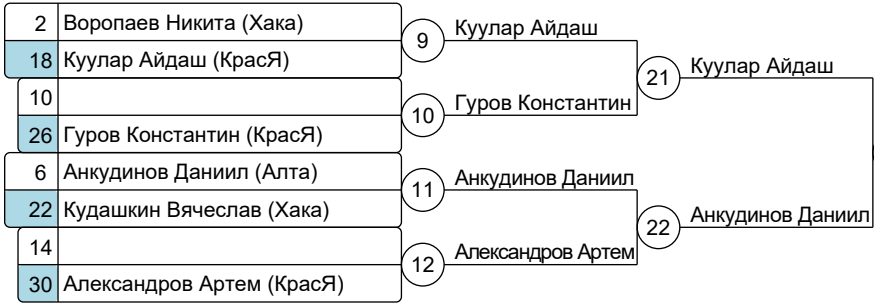 2 Воропаев Никита (Хака)
18 Куулар Айдаш (КрасЯ)
9 Куулар Айдаш
10
26 Гуров Константин (КрасЯ)
10 Гуров Константин
21 Куулар Айдаш
6 Анкудинов Даниил (Алта)
22 Кудашкин Вячеслав (Хака)
11 Анкудинов Даниил
14
30 Александров Артем (КрасЯ)
12 Александров Артем
22 Анкудинов Даниил